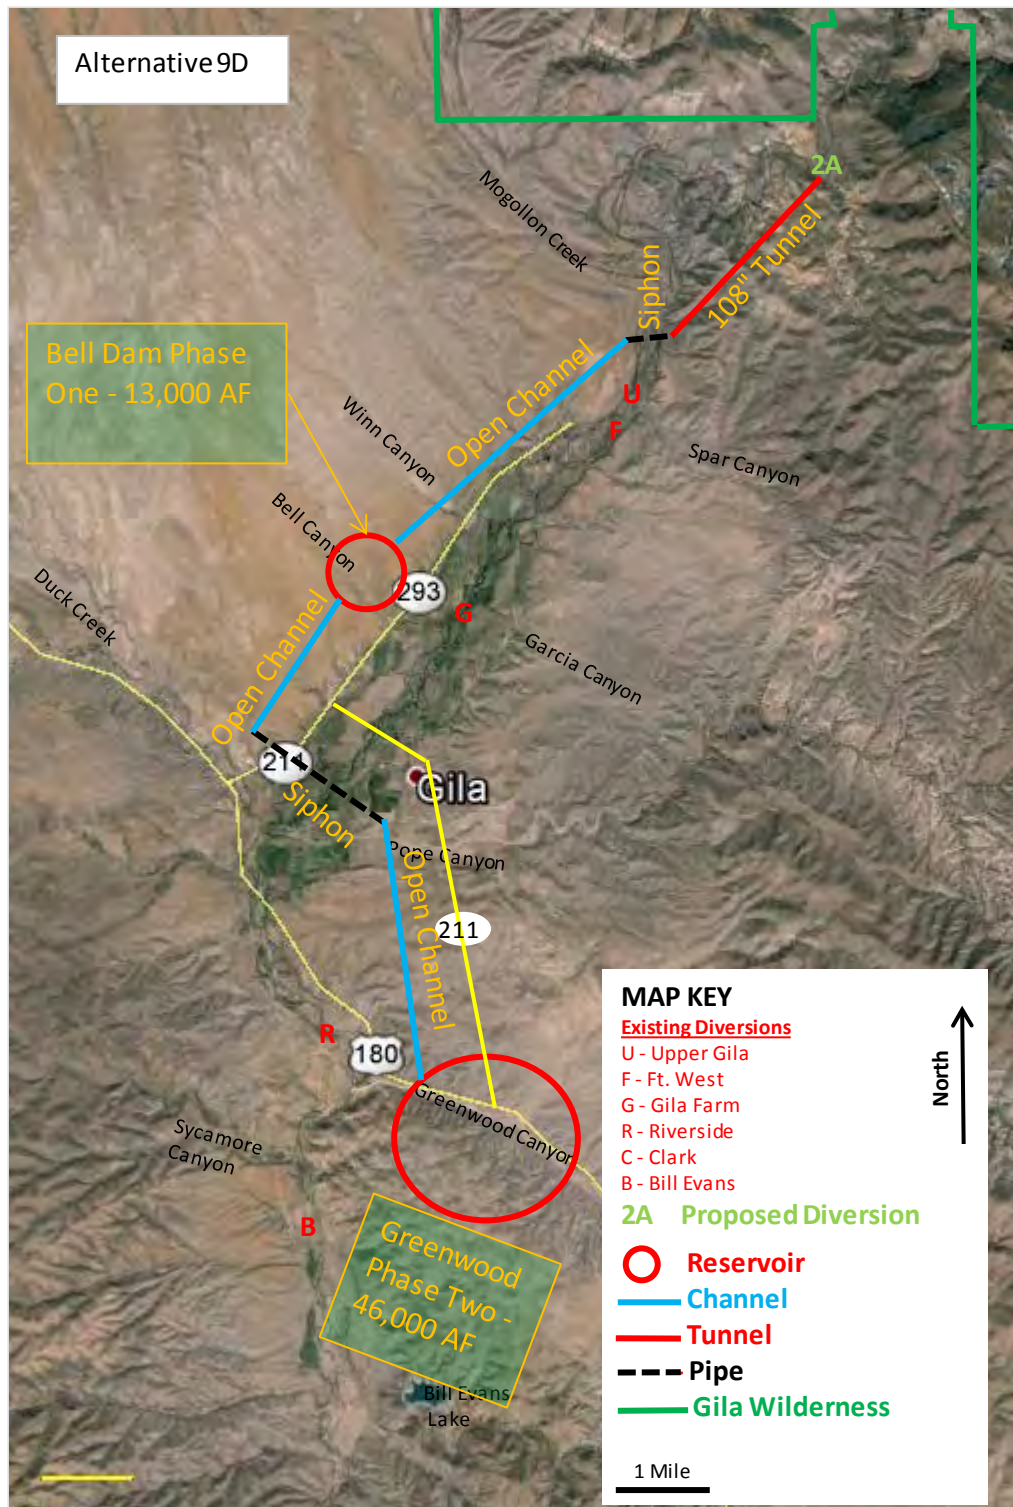 Alternative 9D
2A
Mogollon Creek
Siphon
108" Tunnel
Bell Dam Phase
One - 13,000 AF
Open Channel
U
Winn Canyon
F
Spar Canyon
Bell Canyon
293
G
Duck Creek
Open Channel
Garcia Canyon
211
Gila
Siphon
Pope Canyon
Open Channel
211
R
180
Greenwood Canyon
Sycamore
Canyon
B
Greenwood
Phase Two -
46,000 AF
Bill Evans
Lake
MAP KEY
Existing Diversions
U - Upper Gila
F - Ft. West
G - Gila Farm
R - Riverside
C - Clark
B - Bill Evans
2A Proposed Diversion
Reservoir
Channel
Tunnel
Pipe
Gila Wilderness
1 Mile
North